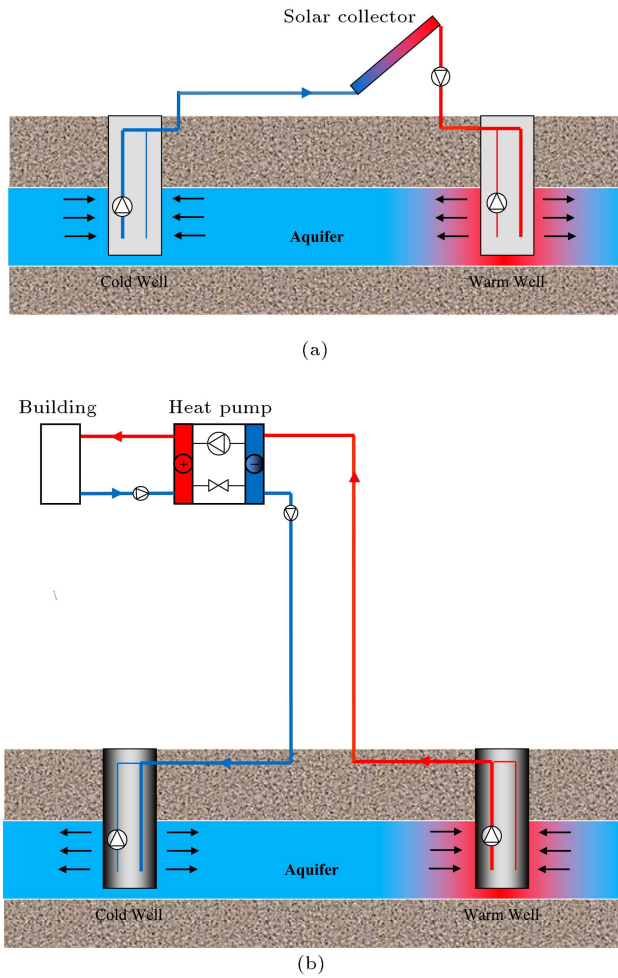 Solar collector
Aquifer
Cold Well
Warm Well
(a)
Building
Heat pump
+
−
Aquifer
Cold Well
Warm Well
(b)